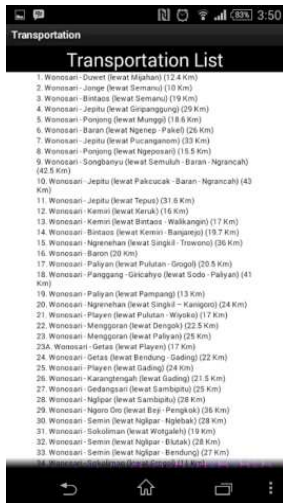 83% 3:50
Transportation
Transportation List
1. Wonosari - Duwet (lewat Mijahan) (12.4 Km)
2. Wonosari - Jonge (lewat Semanu) (10 Km)
3. Wonosari - Bintaos (lewat Semanu) (19 Km)
4. Wonosari - Jepitu (lewat Giripanggung) (29 Km)
5. Wonosari - Ponjong (lewat Munggi) (18.6 Km)
6. Wonosari - Baran (lewat Ngenep - Pakel) (26 Km)
7. Wonosari - Jepitu (lewat Pucanganom) (33 Km)
8. Wonosari - Ponjong (lewat Ngeposari) (15.5 Km)
9. Wonosari - Songbanyu (lewat Semuluh - Baran - Ngrancah)
(42.5 Km)
10. Wonosari - Jepitu (lewat Pakcucak - Baran - Ngrancah) (43
Km)
11. Wonosari - Jepitu (lewat Tepus) (31.6 Km)
12. Wonosari - Kemiri (lewat Keruk) (16 Km)
13. Wonosari - Kemiri (lewat Bintaos - Walikangin) (17 Km)
14. Wonosari - Bintaos (lewat Kemiri - Banjarejo) (19.7 Km)
15. Wonosari - Ngrenehan (lewat Singkil - Trowono) (36 Km)
16. Wonosari - Baron (20 Km)
17. Wonosari - Paliyan (lewat Pulutan - Grogol) (20.5 Km)
18. Wonosari - Panggang - Giricahyo (lewat Sodo - Paliyan) (41
Km)
19. Wonosari - Paliyan (lewat Pampang) (13 Km)
20. Wonosari - Ngrenehan (lewat Singkil – Kanigoro) (24 Km)
21. Wonosari - Playen (lewat Pulutan - Wiyoko) (17 Km)
22. Wonosari - Menggoran (lewat Dengok) (22.5 Km)
23. Wonosari - Menggoran (lewat Paliyan) (25 Km)
23A. Wonosari - Getas (lewat Playen) (17 Km)
24. Wonosari - Getas (lewat Bendung - Gading) (22 Km)
25. Wonosari - Playen (lewat Gading) (24 Km)
26. Wonosari - Karangtengah (lewat Gading) (21.5 Km)
27. Wonosari - Gedangsari (lewat Sambipitu) (25 Km)
28. Wonosari - Nglipar (lewat Sambipitu) (28 Km)
29. Wonosari - Ngoro Oro (lewat Beji - Pengkok) (36 Km)
30. Wonosari - Semin (lewat Nglipar - Nglebak) (28 Km)
31. Wonosari - Sokoliman (lewat Wotgaleh) (19 Km)
32. Wonosari - Semin (lewat Nglipar - Blutak) (28 Km)
33. Wonosari - Semin (lewat Nglipar - Bendung) (27 Km)
34. Wonosari - Sokoliman (lewat